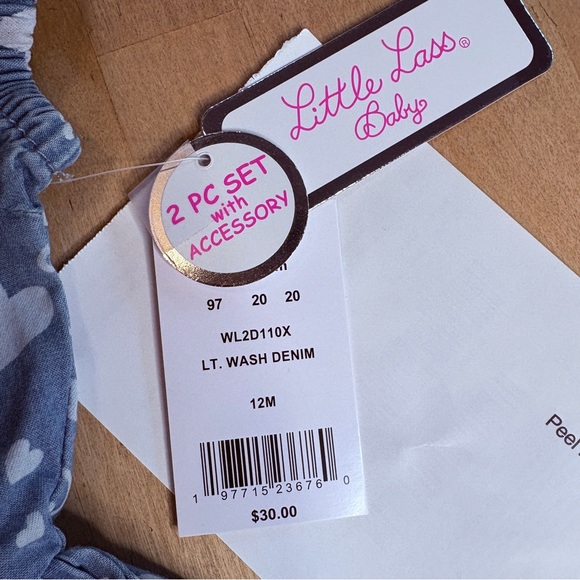 Little Lass®
Baby
2 PC SET
with
ACCESSORY
97 20 20
WL2D110X
LT. WASH DENIM
12M
1 97715 23676 0
$30.00
Peel